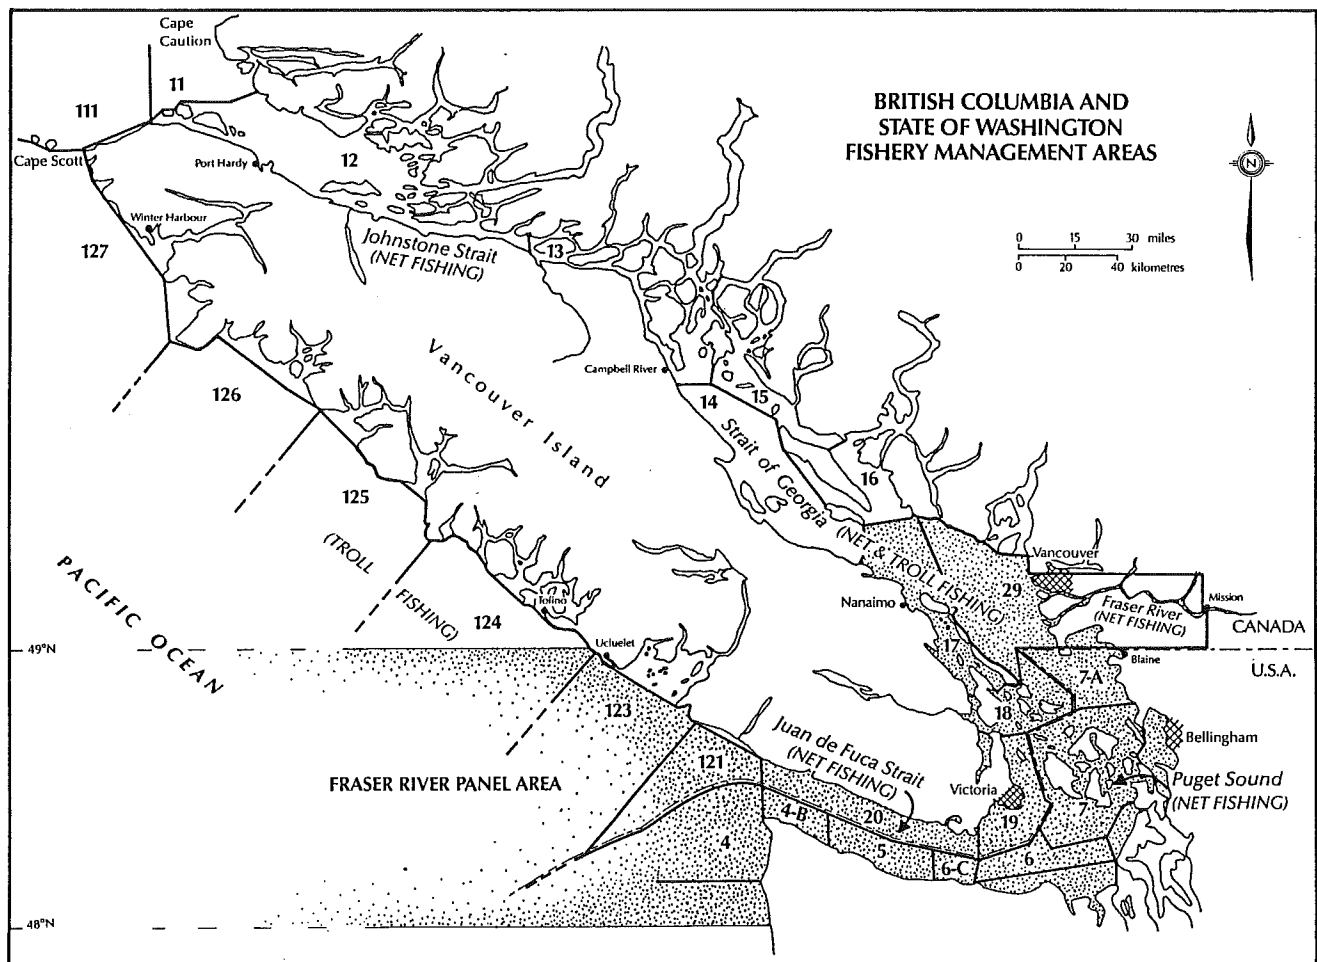 Cape
Caution
11
111
Cape Scott
Port Hardy
12
BRITISH COLUMBIA AND
STATE OF WASHINGTON
FISHERY MANAGEMENT AREAS
N
0 15 30 miles
0 20 40 kilometres
Winter Harbour
127
Johnstone Strait
(NET FISHING)
13
Vancouver Island
Campbell River
126
14
15
Strait of Georgia
(NET & TROLL FISHING)
16
125
(TROLL
FISHING)
PACIFIC OCEAN
124
Tofino
Ucluelet
Vancouver
29
Nanaimo
Fraser River
(NET FISHING)
Mission
CANADA
49°N
17
Blaine
U.S.A.
7-A
123
18
Juan de Fuca Strait
(NET FISHING)
Bellingham
121
FRASER RIVER PANEL AREA
Victoria
Puget Sound
(NET FISHING)
4-B
20
19
7
4
5
6-C
6
48°N